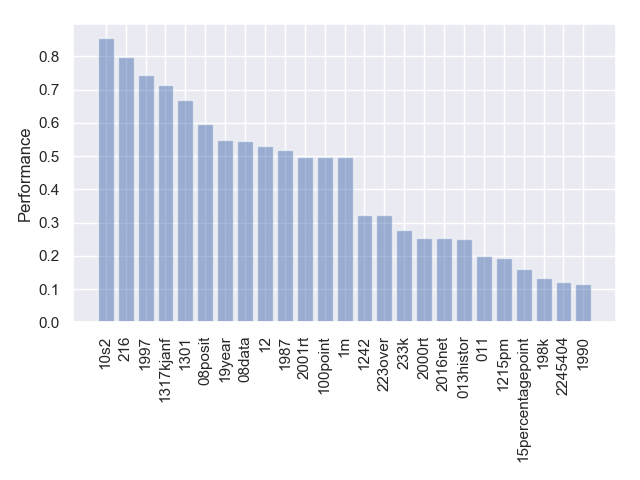 Performance
0.8
0.7
0.6
0.5
0.4
0.3
0.2
0.1
0.0
10s2
216
1997
1317kjanf
1301
08posit
19year
08data
12
1987
2001rt
100point
1m
1242
223over
233k
2000rt
2016net
013histor
011
1215pm
15percentagepoint
198k
2245404
1990